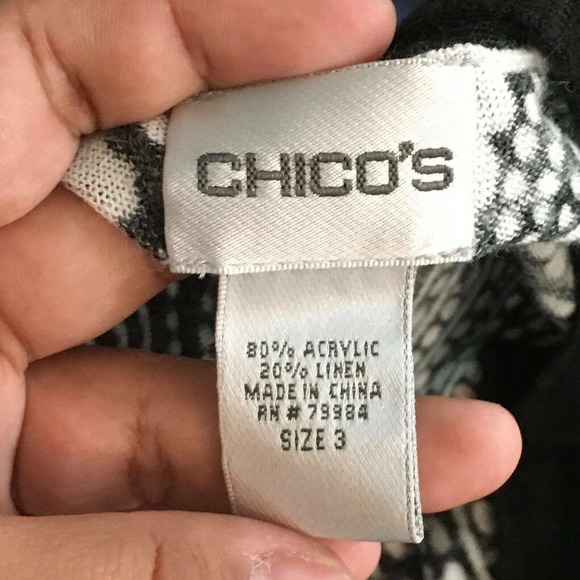 CHICO'S
80% ACRYLIC
20% LINEN
MADE IN CHINA
RN # 79984
SIZE 3